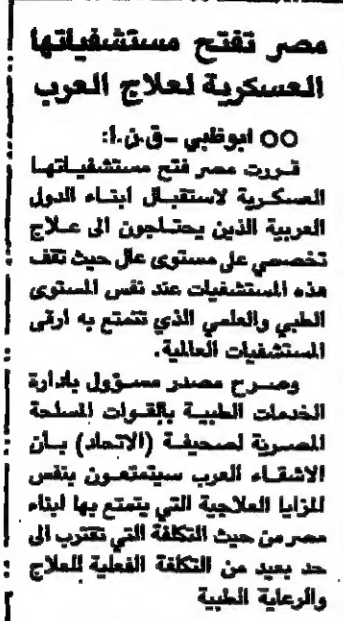 مصر تفتح مستشفياتها
العسكرية لعلاج العرب
○○ ابوظبي – ق.ن.ا:
قررت مصر فتح مستشفياتها
العسكرية لاستقبال ابناء الدول
العربية الذين يحتاجون الى علاج
تخصصي على مستوى عال حيث تقف
هذه المستشفيات عند نفس المستوى
الطبي والعلمي الذي تتمتع به ارقى
المستشفيات العالمية.
وصرح مصدر مسؤول بادارة
الخدمات الطبية بالقوات المسلحة
المصرية لصحيفة (الاتحاد) بأن
الاشقاء العرب سيتمتعون بنفس
المزايا العلاجية التي يتمتع بها ابناء
مصر من حيث التكلفة التي تقترب الى
حد بعيد من التكلفة الفعلية للعلاج
والرعاية الطبية